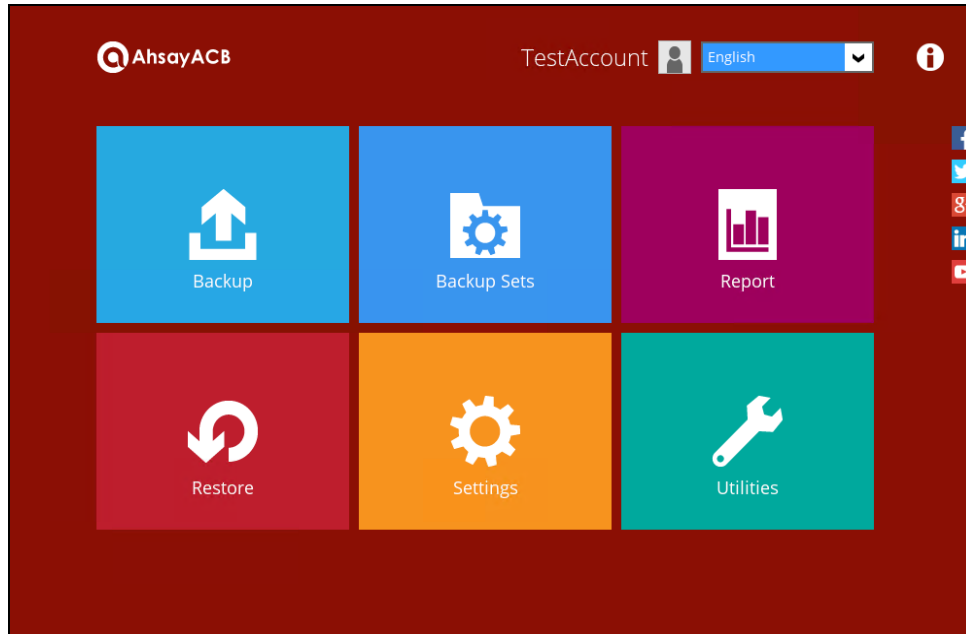 AhsayACB
TestAccount
English
Backup
Backup Sets
Report
Restore
Settings
Utilities